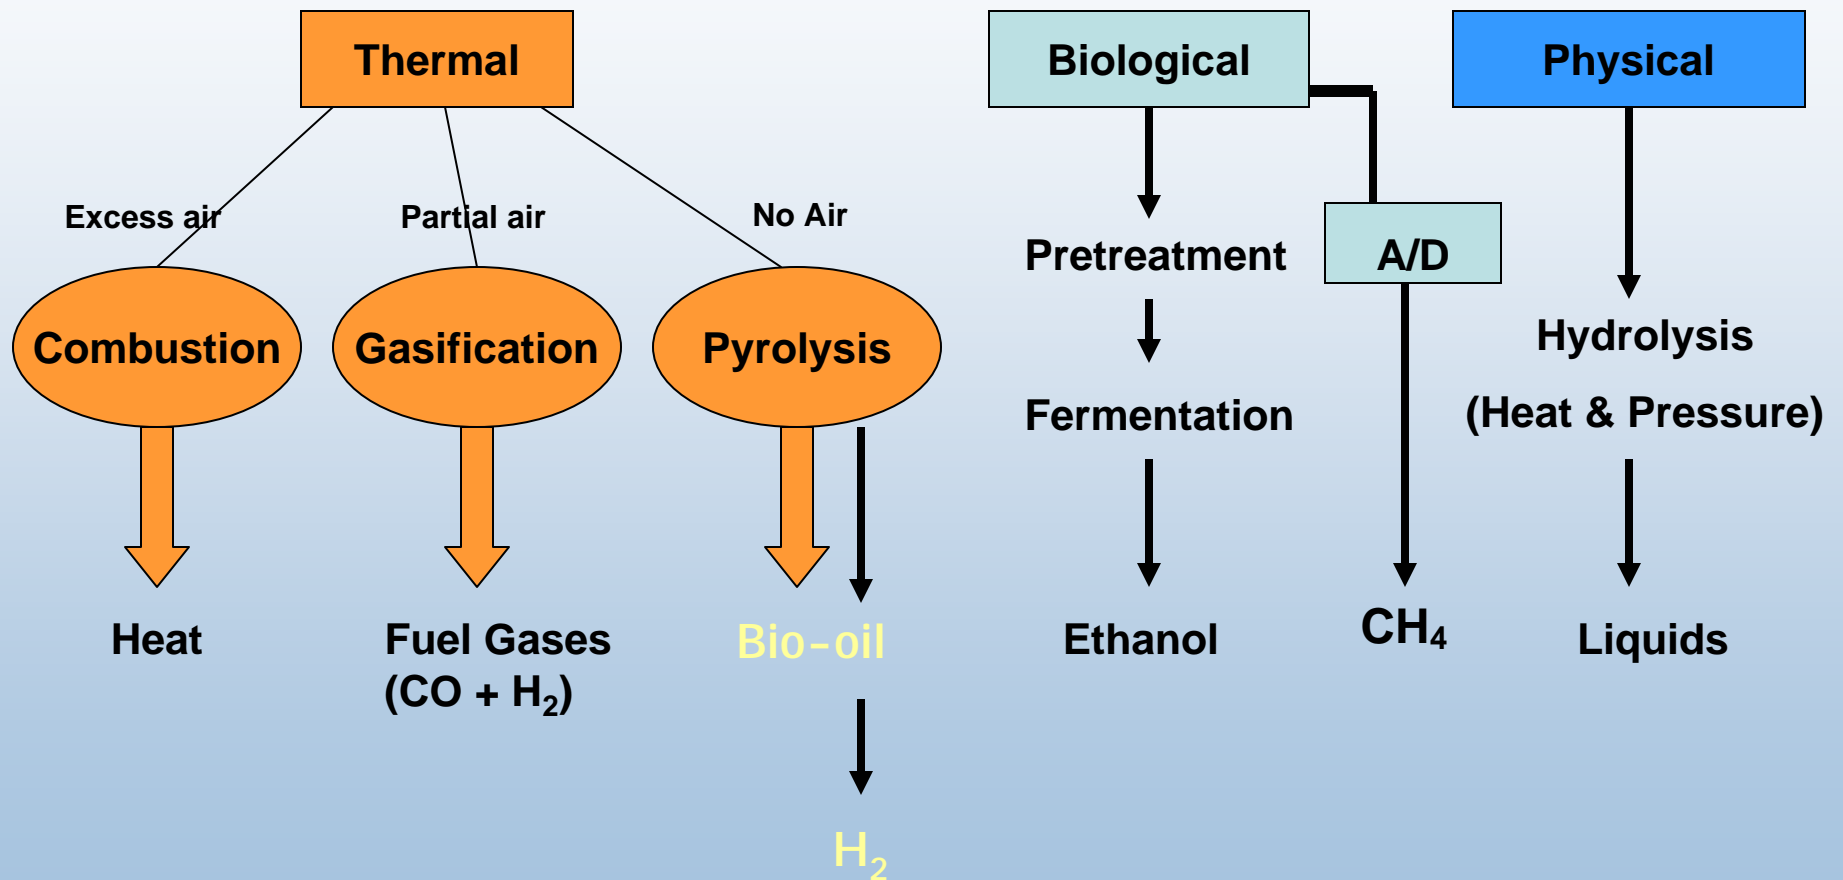 Thermal
Biological
Physical
Excess air
Partial air
No Air
Pretreatment
A/D
Combustion
Gasification
Pyrolysis
Hydrolysis
(Heat & Pressure)
Fermentation
Heat
Fuel Gases
(CO + H₂)
Bio-oil
Ethanol
CH₄
Liquids
H₂